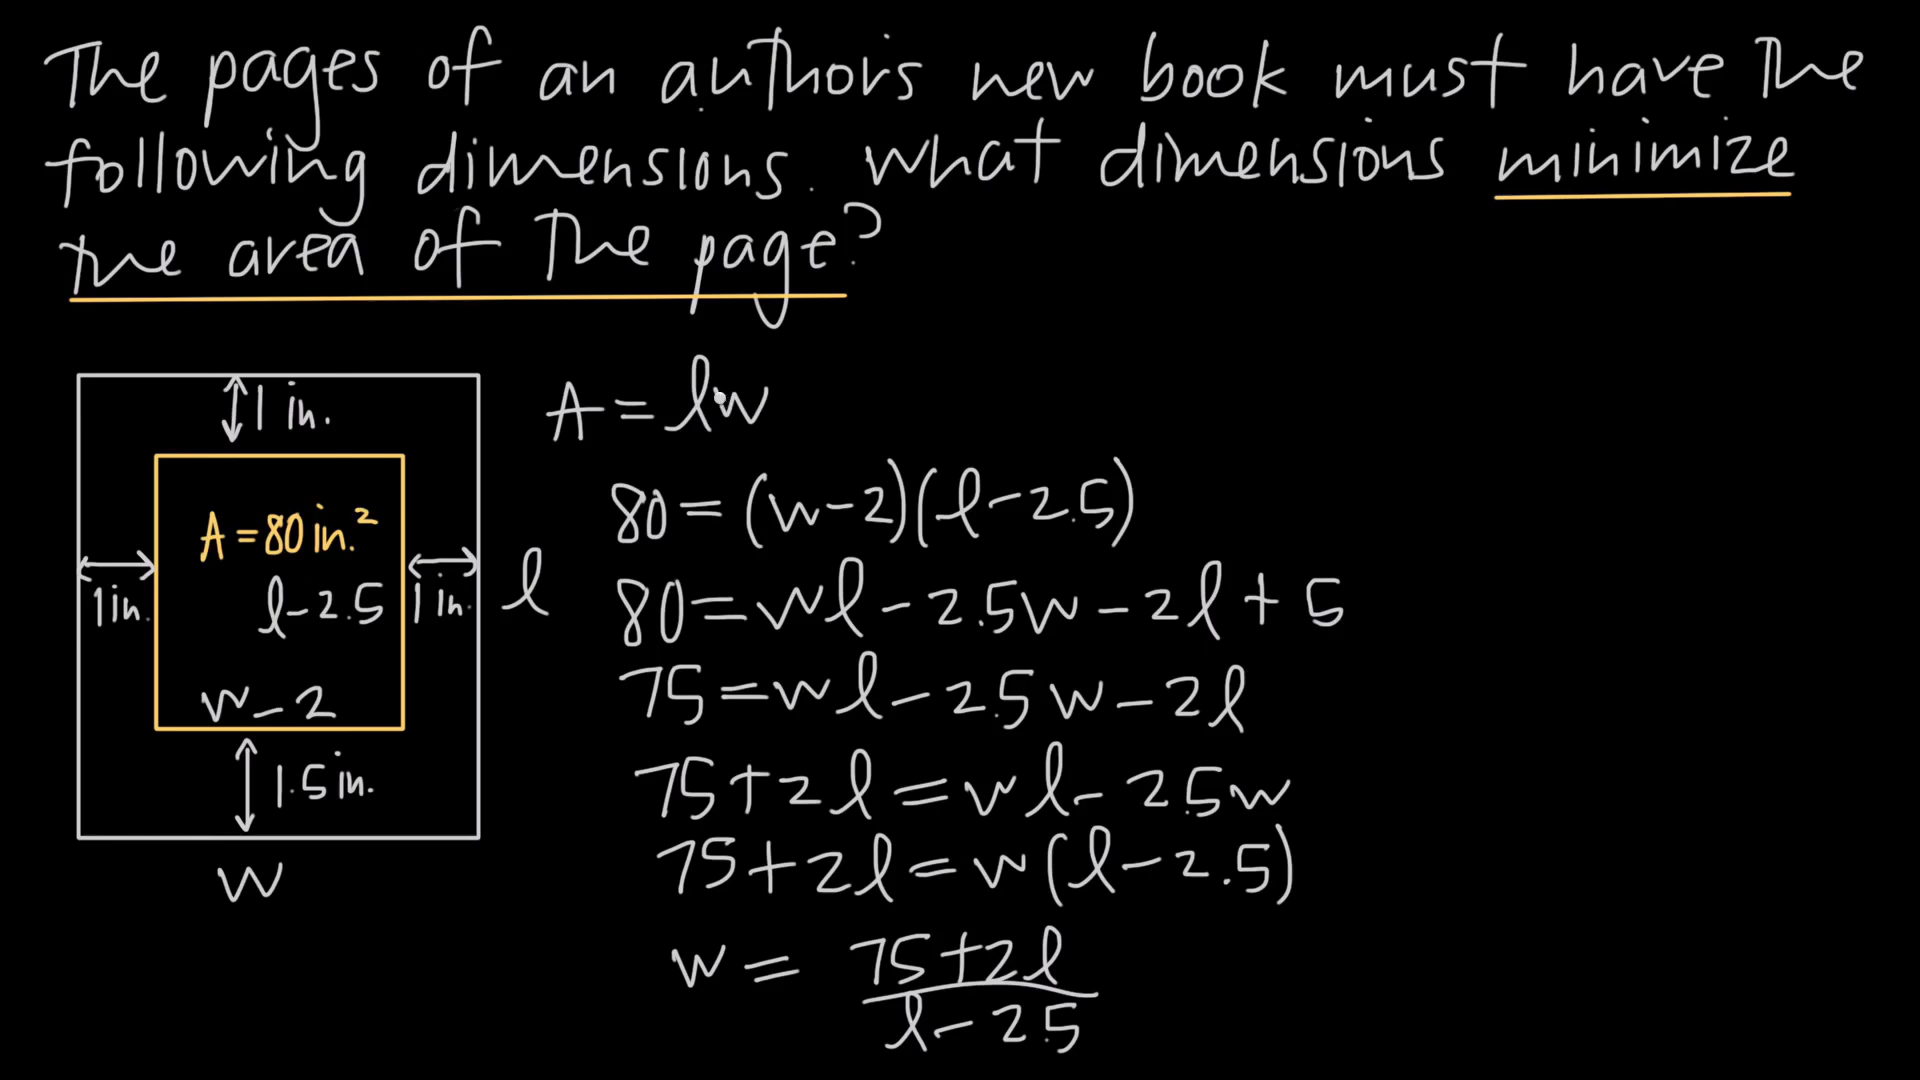 The pages of an author's new book must have the
following dimensions. what dimensions minimize
the area of the page?
1 in.
A = 80 in.²
1 in.
l - 2.5
1 in.
l
w - 2
1.5 in.
w
A = lw
80 = (w - 2)(l - 2.5)
80 = wl - 2.5w - 2l + 5
75 = wl - 2.5w - 2l
75 + 2l = wl - 2.5w
75 + 2l = w(l - 2.5)
w = 75 + 2l
l - 2.5